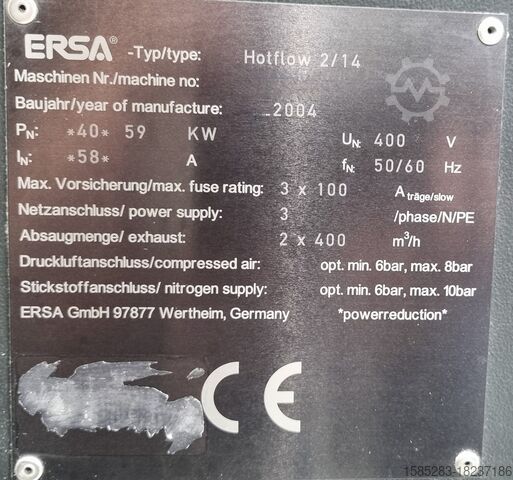 ERSA® -Typ/type: Hotflow 2/14
Maschinen Nr./machine no:
Baujahr/year of manufacture: 2004
PN: *40* 59 KW UN: 400 V
IN: *58* A fN: 50/60 Hz
Max. Vorsicherung/max. fuse rating: 3 x 100 A träge/slow
Netzanschluss/ power supply: 3 /phase/N/PE
Absaugmenge/ exhaust: 2 x 400 m³/h
Druckluftanschluss/compressed air: opt. min. 6bar, max. 8bar
Stickstoffanschluss/ nitrogen supply: opt. min. 6bar, max. 10bar
ERSA GmbH 97877 Wertheim, Germany *powerreduction*
CE
1585283-18237186